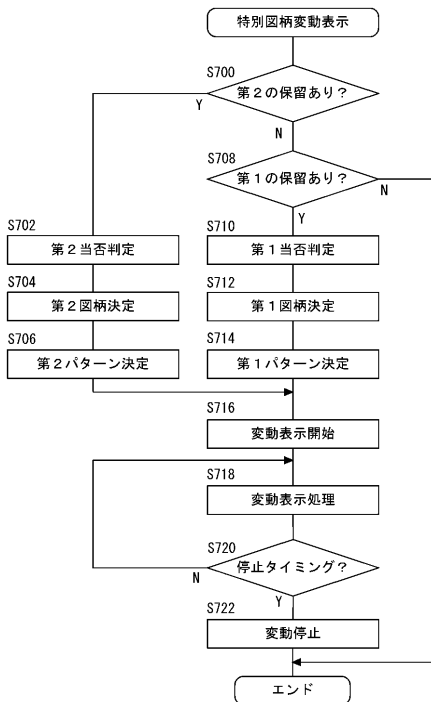 特別図柄変動表示
S700
第2の保留あり?
Y
N
S708
第1の保留あり?
N
Y
S702
第2当否判定
S710
第1当否判定
S704
第2図柄決定
S712
第1図柄決定
S706
第2パターン決定
S714
第1パターン決定
S716
変動表示開始
S718
変動表示処理
S720
停止タイミング?
N
Y
S722
変動停止
エンド